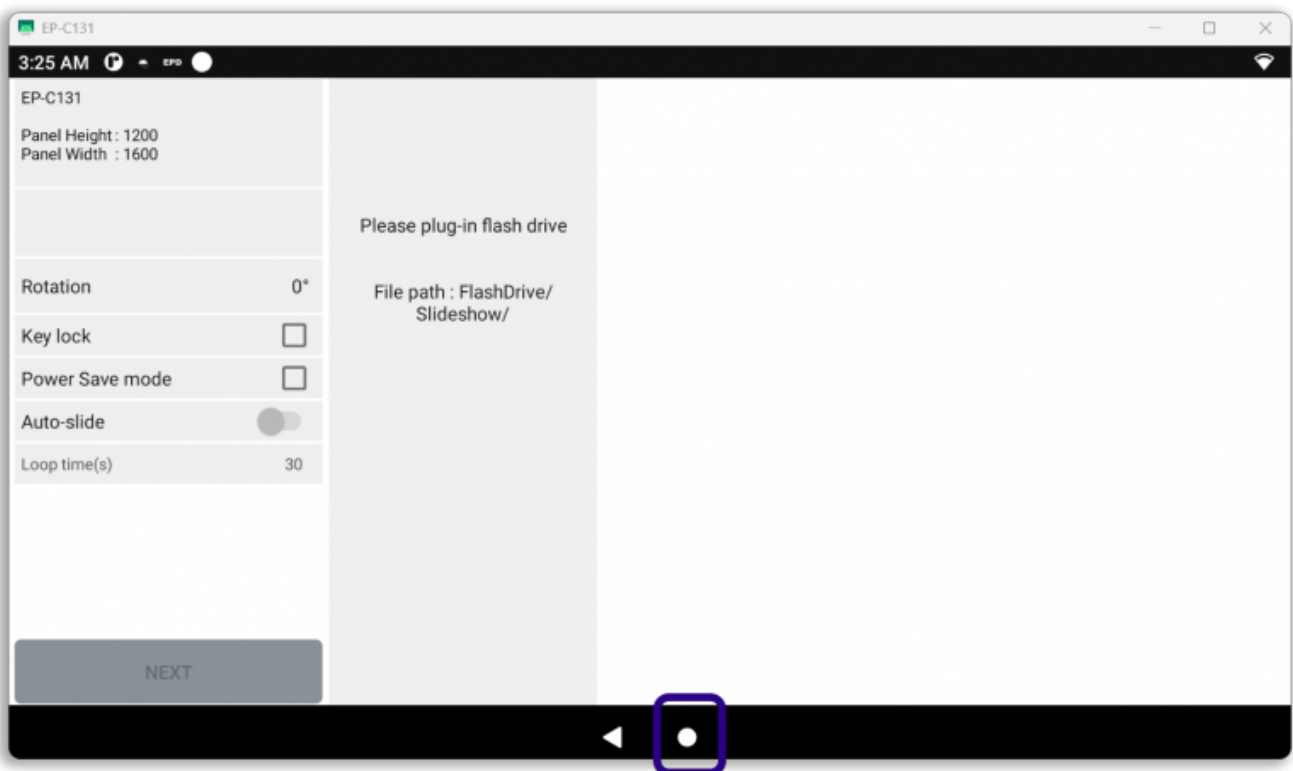 EP-C131
3:25 AM EPD
EP-C131
Panel Height : 1200
Panel Width : 1600
Rotation 0°
Key lock
Power Save mode
Auto-slide
Loop time(s) 30
NEXT
Please plug-in flash drive
File path : FlashDrive/
Slideshow/